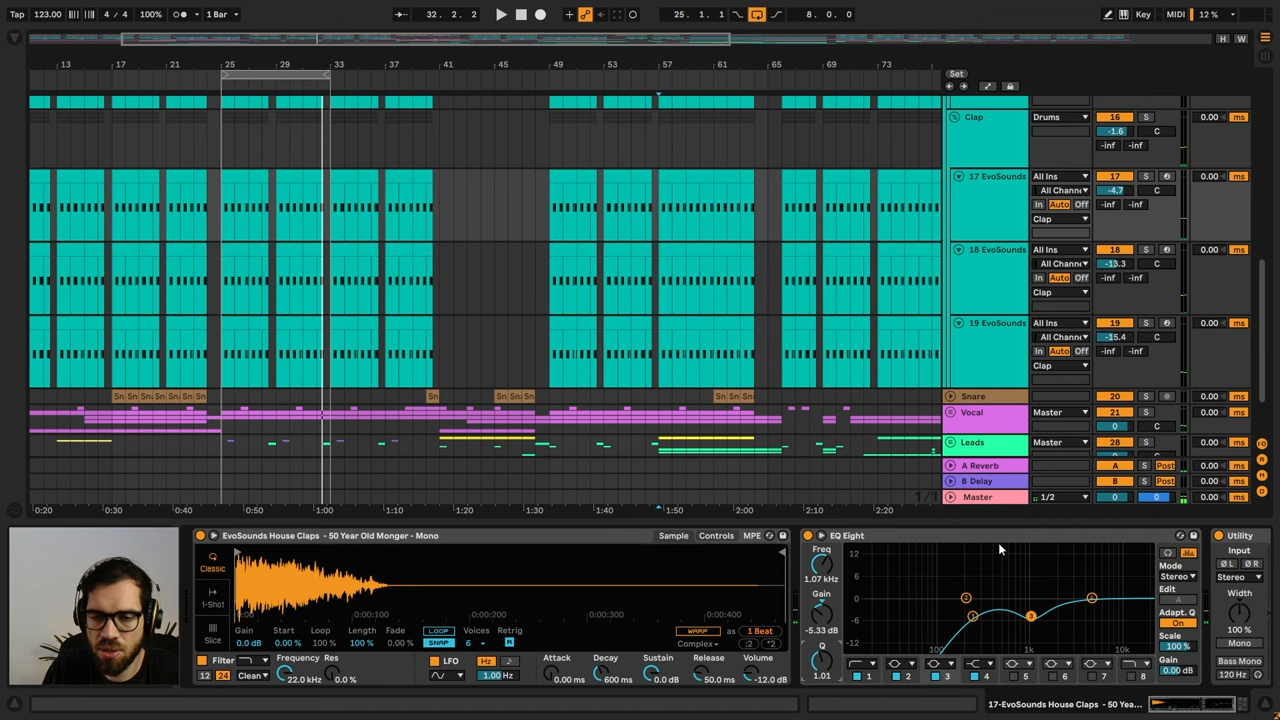 Tap 123.00 4 / 4 100% 1 Bar 32. 2. 2 25. 1. 1 8. 0. 0 Key MIDI 12 %
H W
13 17 21 25 29 33 37 41 45 49 53 57 61 65 69 73
Set
Clap Drums 16 S 0.00 ms
-1.6 C
-inf -inf
17 EvoSounds All Ins 17 S 0.00 ms
All Chann -4.7 C
In Auto Off -inf -inf
Clap
18 EvoSounds All Ins 18 S 0.00 ms
All Chann -13.3 C
In Auto Off -inf -inf
Clap
19 EvoSounds All Ins 19 S 0.00 ms
All Chann -15.4 C
In Auto Off -inf -inf
Clap
Sn Sn Sna Sn Sna Sn Sn Sn Sn Sn Sn Sn Sn Snare 20 S 0.00 ms
Vocal Master 21 S 0.00 ms
0 C
Leads Master 28 S 0.00 ms
A Reverb A S Post 0.00 ms
B Delay B S Post 0.00 ms
1/1 Master 1/2 0 0 0.00 ms
0:20 0:30 0:40 0:50 1:00 1:10 1:20 1:30 1:40 1:50 2:00 2:10 2:20
EvoSounds House Claps - 50 Year Old Monger - Mono Sample Controls MPE
Classic
1-Shot
Slice
0:00:100 0:00:200 0:00:300 0:00:400
Gain Start Loop Length Fade LOOP Voices Retrig WARP as 1 Beat
0.0 dB 0.00 % 100 % 100 % 0.00 % SNAP 6 R Complex :2 *2
Filter Frequency Res LFO Hz Attack Decay Sustain Release Volume
12 24 Clean 22.0 kHz 0.0 % 1.00 Hz 0.00 ms 600 ms 0.0 dB 50.0 ms -12.0 dB
EQ Eight
Freq
1.07 kHz
Gain
-5.33 dB
Q
1.01
12
6
0
-6
-12
100 1k 10k
1 2 3 4 5 6 7 8
Mode
Stereo
Edit
A
Adapt. Q
On
Scale
100 %
Gain
0.00 dB
Utility
Input
Ø L Ø R
Stereo
Width
100 %
Mono
Bass Mono
120 Hz
17-EvoSounds House Claps - 50 Yea...